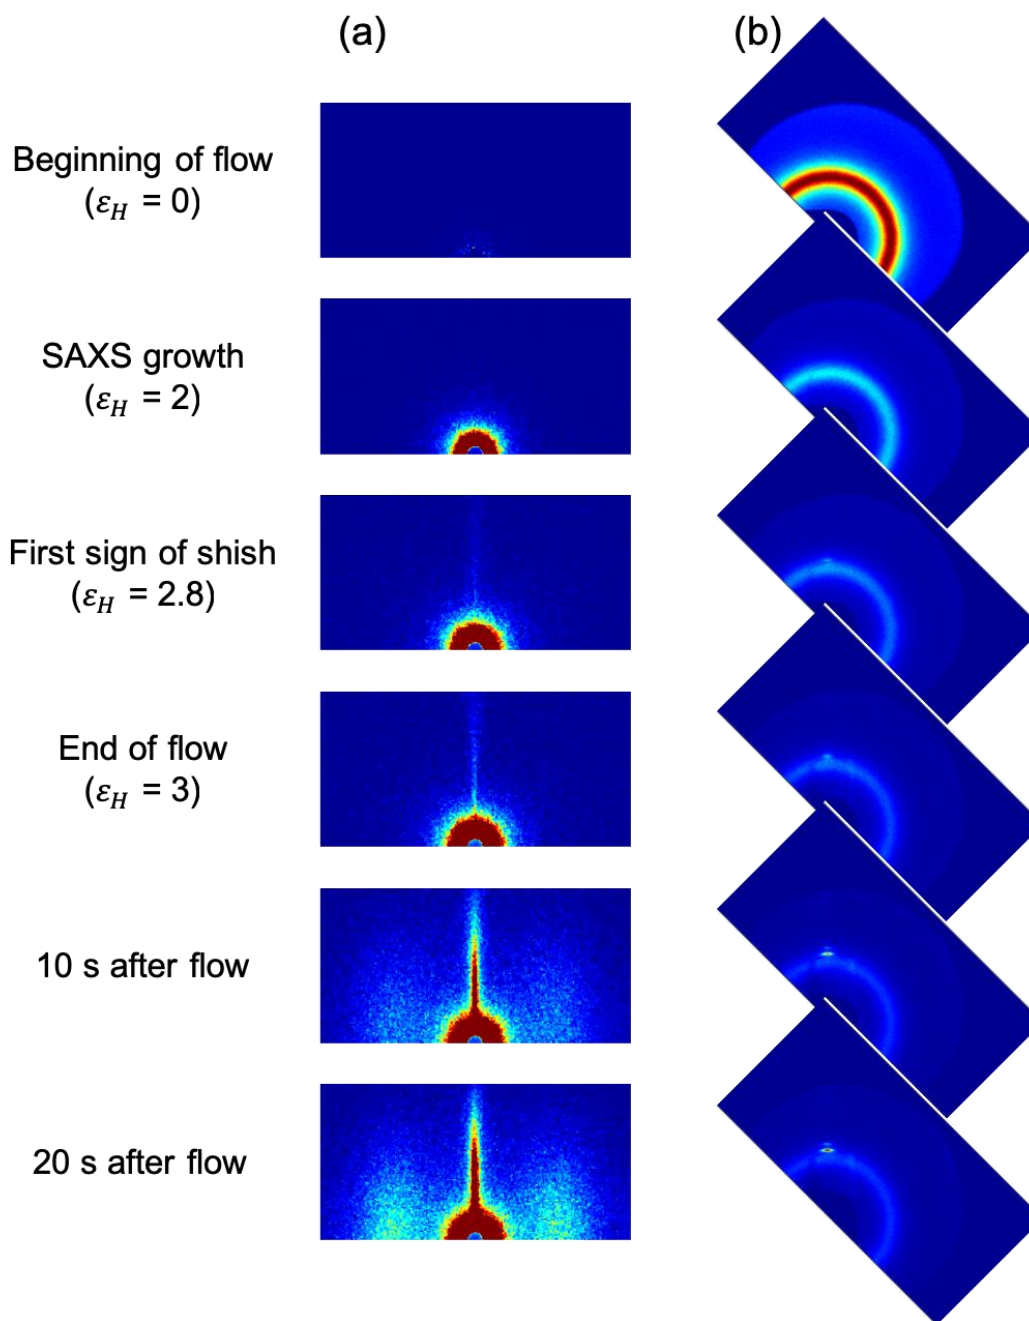 (a)
(b)
Beginning of flow
(𝜀𝐻 = 0)
SAXS growth
(𝜀𝐻 = 2)
First sign of shish
(𝜀𝐻 = 2.8)
End of flow
(𝜀𝐻 = 3)
10 s after flow
20 s after flow